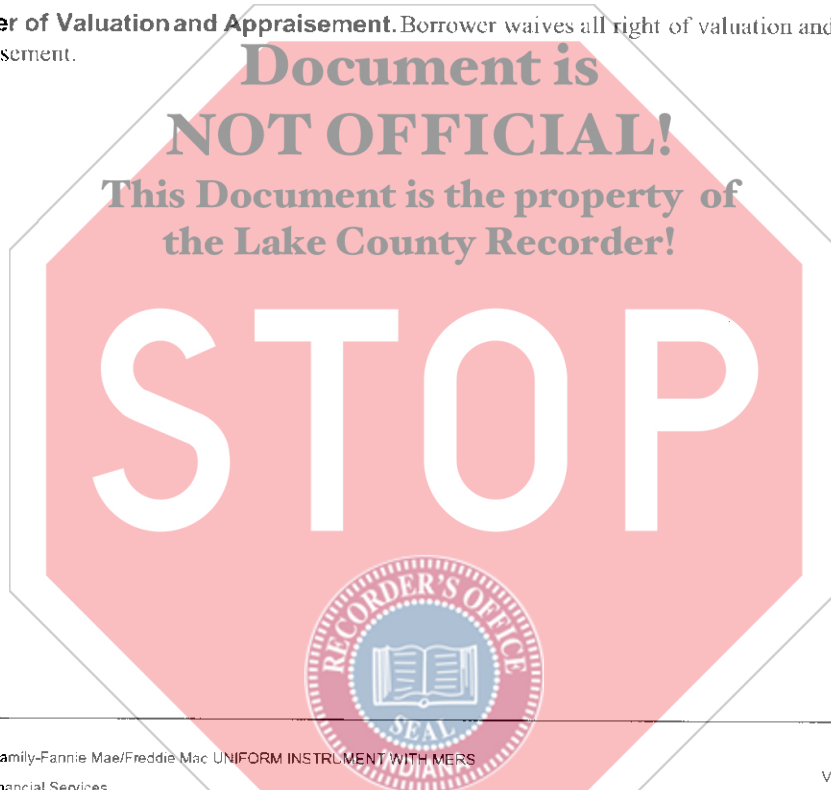 er of Valuation and Appraisement. Borrower waives all right of valuation and
sement.
Document is
NOT OFFICIAL!
This Document is the property of
the Lake County Recorder!
STOP
RECORDER'S OFFICE
SEAL
INDIANA
amily-Fannie Mae/Freddie Mac UNIFORM INSTRUMENT WITH MERS
nancial Services
V